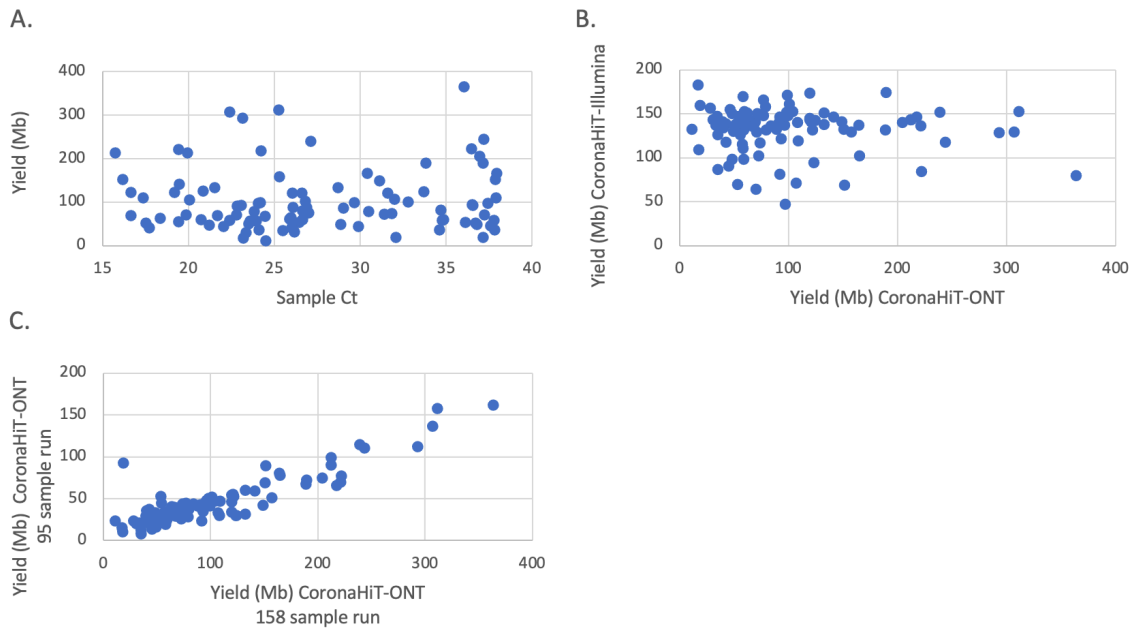 A.
Yield (Mb)
400
300
200
100
0
15 20 25 30 35 40
Sample Ct
B.
Yield (Mb) CoronaHiT-Illumina
200
150
100
50
0
0 100 200 300 400
Yield (Mb) CoronaHiT-ONT
C.
Yield (Mb) CoronaHiT-ONT
95 sample run
200
150
100
50
0
0 100 200 300 400
Yield (Mb) CoronaHiT-ONT
158 sample run